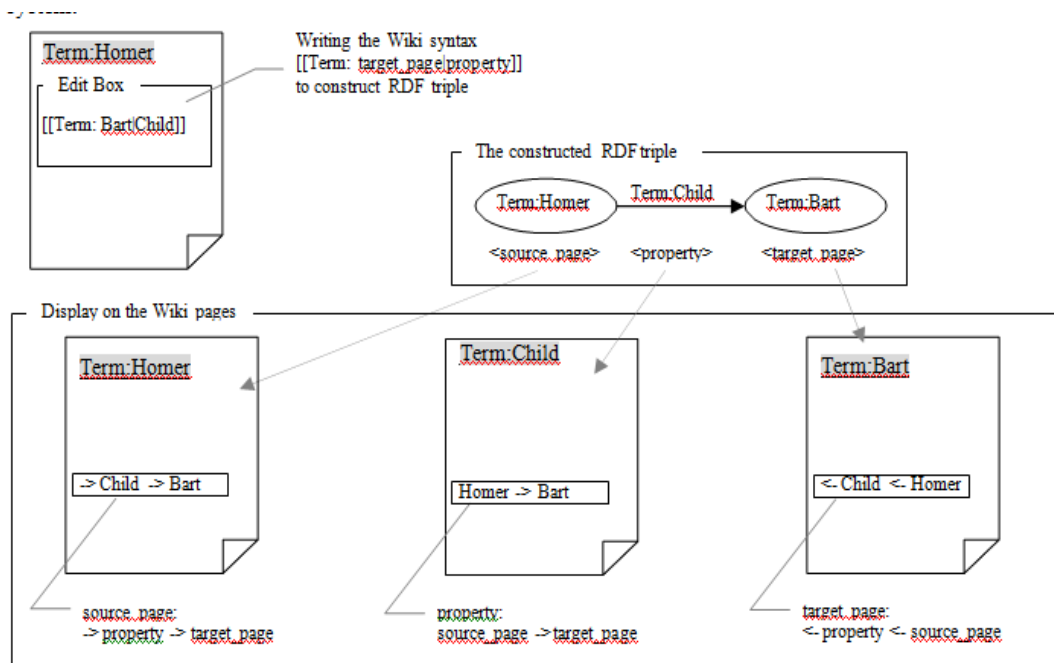 Term:Homer
Edit Box
[[Term: Bart|Child]]
Writing the Wiki syntax
[[Term: target_page|property]]
to construct RDF triple
The constructed RDF triple
Term:Homer
Term:Child
Term:Bart
<source_page>
<property>
<target_page>
Display on the Wiki pages
Term:Homer
-> Child -> Bart
source_page:
-> property -> target_page
Term:Child
Homer -> Bart
property:
source_page ->target_page
Term:Bart
<- Child <- Homer
target_page:
<- property <- source_page